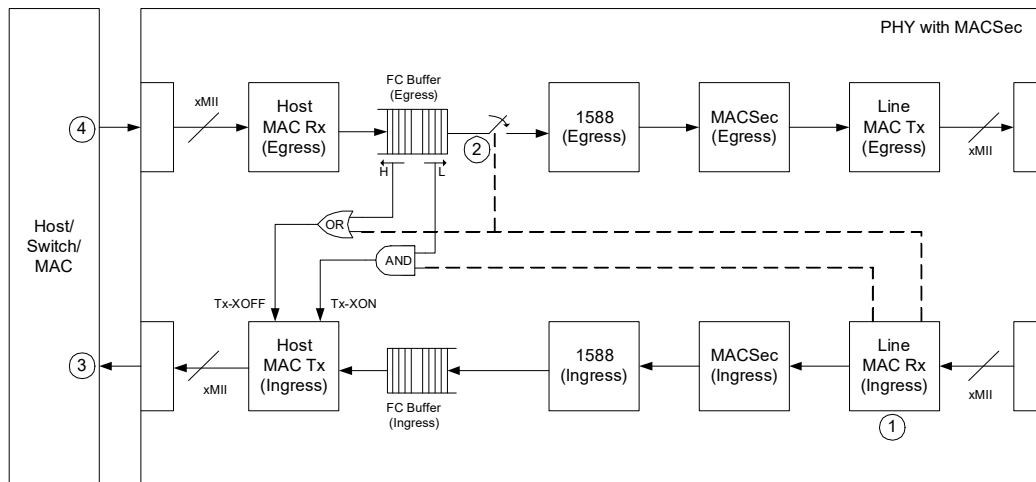 PHY with MACSec
FC Buffer
(Egress)
xMII
Host
MAC Rx
(Egress)
1588
(Egress)
MACSec
(Egress)
Line
MAC Tx
(Egress)
xMII
4
2
H
L
OR
AND
Host/
Switch/
MAC
Tx-XOFF
Tx-XON
3
xMII
Host
MAC Tx
(Ingress)
FC Buffer
(Ingress)
1588
(Ingress)
MACSec
(Ingress)
Line
MAC Rx
(Ingress)
xMII
1